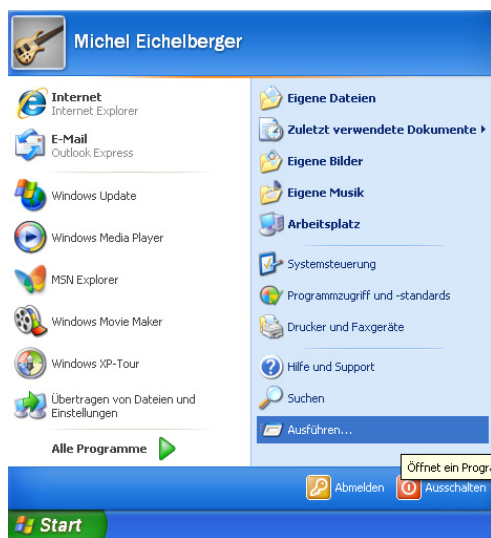 Michel Eichelberger
Internet
Internet Explorer
E-Mail
Outlook Express
Windows Update
Windows Media Player
MSN Explorer
Windows Movie Maker
Windows XP-Tour
Übertragen von Dateien und
Einstellungen
Alle Programme
Eigene Dateien
Zuletzt verwendete Dokumente
Eigene Bilder
Eigene Musik
Arbeitsplatz
Systemsteuerung
Programmzugriff und -standards
Drucker und Faxgeräte
Hilfe und Support
Suchen
Ausführen...
Öffnet ein Progra
Abmelden
Ausschalten
Start